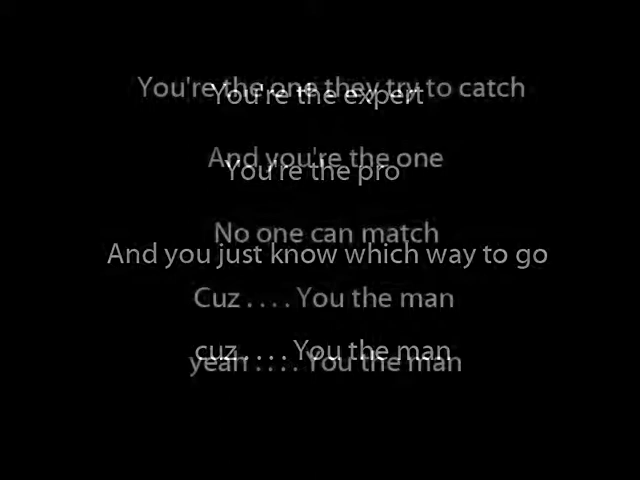 You're the one they try to catch
You're the expert
And you're the one
You're the pro
No one can match
And you just know which way to go
Cuz . . . . You the man
cuz . . . . You the man
yeah . . . . You the man